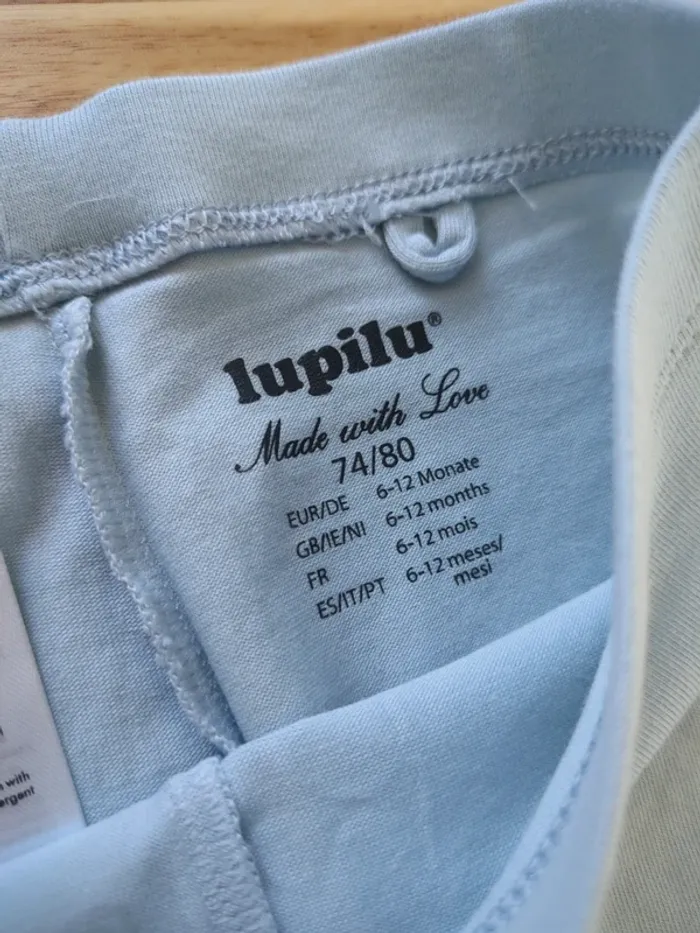 lupilu®
Made with Love
74/80
EUR/DE 6-12 Monate
GB/IE/NI 6-12 months
FR 6-12 mois
ES/IT/PT 6-12 meses/
mesi
with